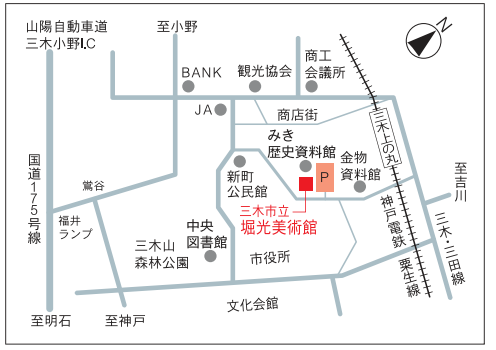 山陽自動車道
三木小野I.C
至小野
N
BANK
観光協会
商工
会議所
JA
商店街
みき
歴史資料館
三木上の丸
新町
公民館
P
金物
資料館
至吉川
国道175号線
鶯谷
福井
ランプ
三木市立
堀光美術館
神戸電鉄
粟生線
三木・三田線
中央
図書館
三木山
森林公園
市役所
文化会館
至明石
至神戸